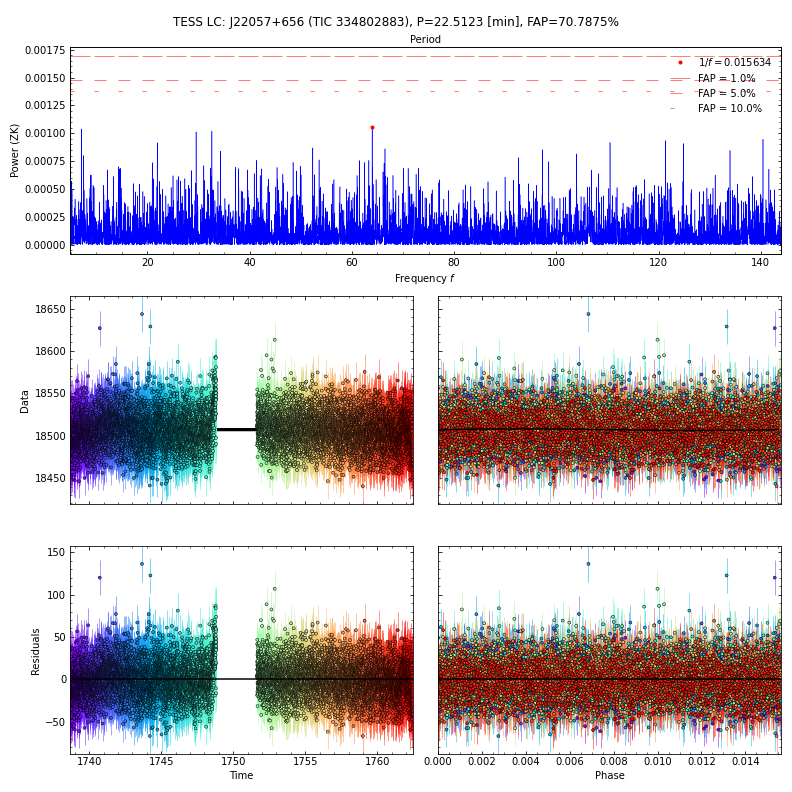 TESS LC: J22057+656 (TIC 334802883), P=22.5123 [min], FAP=70.7875%
Period
0.00175
0.00150
0.00125
0.00100
0.00075
0.00050
0.00025
0.00000
Power (ZK)
1/f = 0.015634
FAP = 1.0%
FAP = 5.0%
FAP = 10.0%
20 40 60 80 100 120 140
Frequency f
18650
18600
18550
18500
18450
Data
150
100
50
0
−50
Residuals
1740 1745 1750 1755 1760
Time
0.000 0.002 0.004 0.006 0.008 0.010 0.012 0.014
Phase